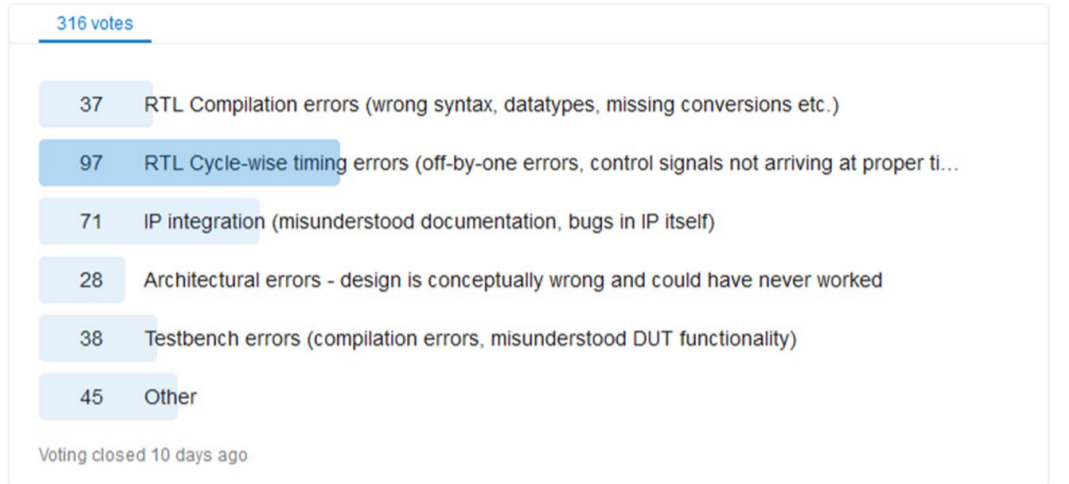 316 votes
37 RTL Compilation errors (wrong syntax, datatypes, missing conversions etc.)
97 RTL Cycle-wise timing errors (off-by-one errors, control signals not arriving at proper ti...
71 IP integration (misunderstood documentation, bugs in IP itself)
28 Architectural errors - design is conceptually wrong and could have never worked
38 Testbench errors (compilation errors, misunderstood DUT functionality)
45 Other
Voting closed 10 days ago